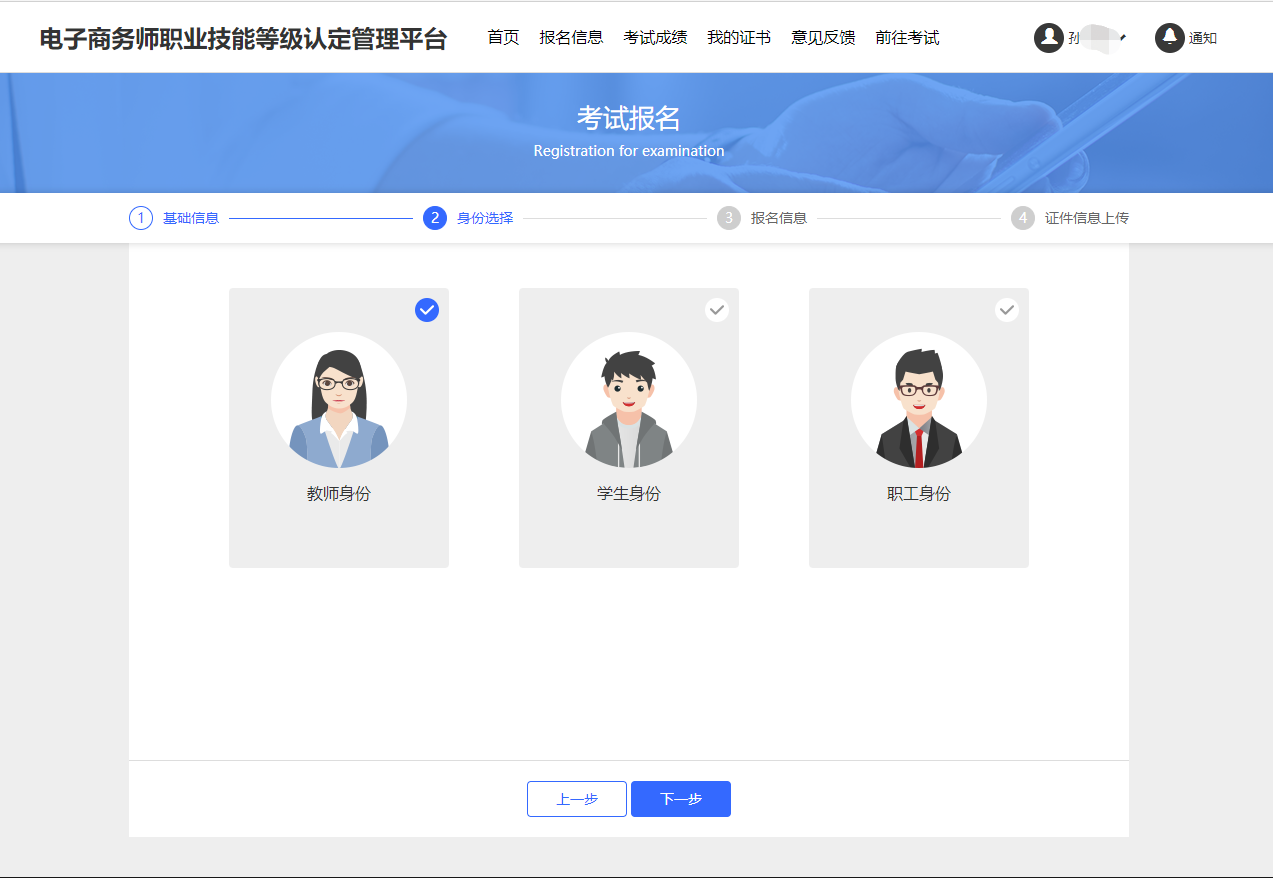 电子商务师职业技能等级认定管理平台 首页 报名信息 考试成绩 我的证书 意见反馈 前往考试 孙 通知
考试报名
Registration for examination
1 基础信息 2 身份选择 3 报名信息 4 证件信息上传
教师身份 学生身份 职工身份
上一步 下一步